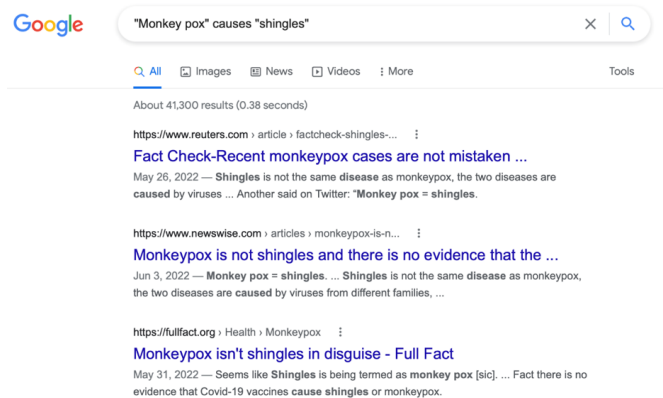 Google
"Monkey pox" causes "shingles"
All Images News Videos More Tools
About 41,300 results (0.38 seconds)
https://www.reuters.com › article › factcheck-shingles-...
Fact Check-Recent monkeypox cases are not mistaken ...
May 26, 2022 — Shingles is not the same disease as monkeypox, the two diseases are
caused by viruses ... Another said on Twitter: "Monkey pox = shingles.
https://www.newswise.com › articles › monkeypox-is-n...
Monkeypox is not shingles and there is no evidence that the ...
Jun 3, 2022 — Monkey pox = shingles. ... Shingles is not the same disease as monkeypox,
the two diseases are caused by viruses from different families, ...
https://fullfact.org › Health › Monkeypox
Monkeypox isn't shingles in disguise - Full Fact
May 31, 2022 — Seems like Shingles is being termed as monkey pox [sic]. ... Fact there is no
evidence that Covid-19 vaccines cause shingles or monkeypox.